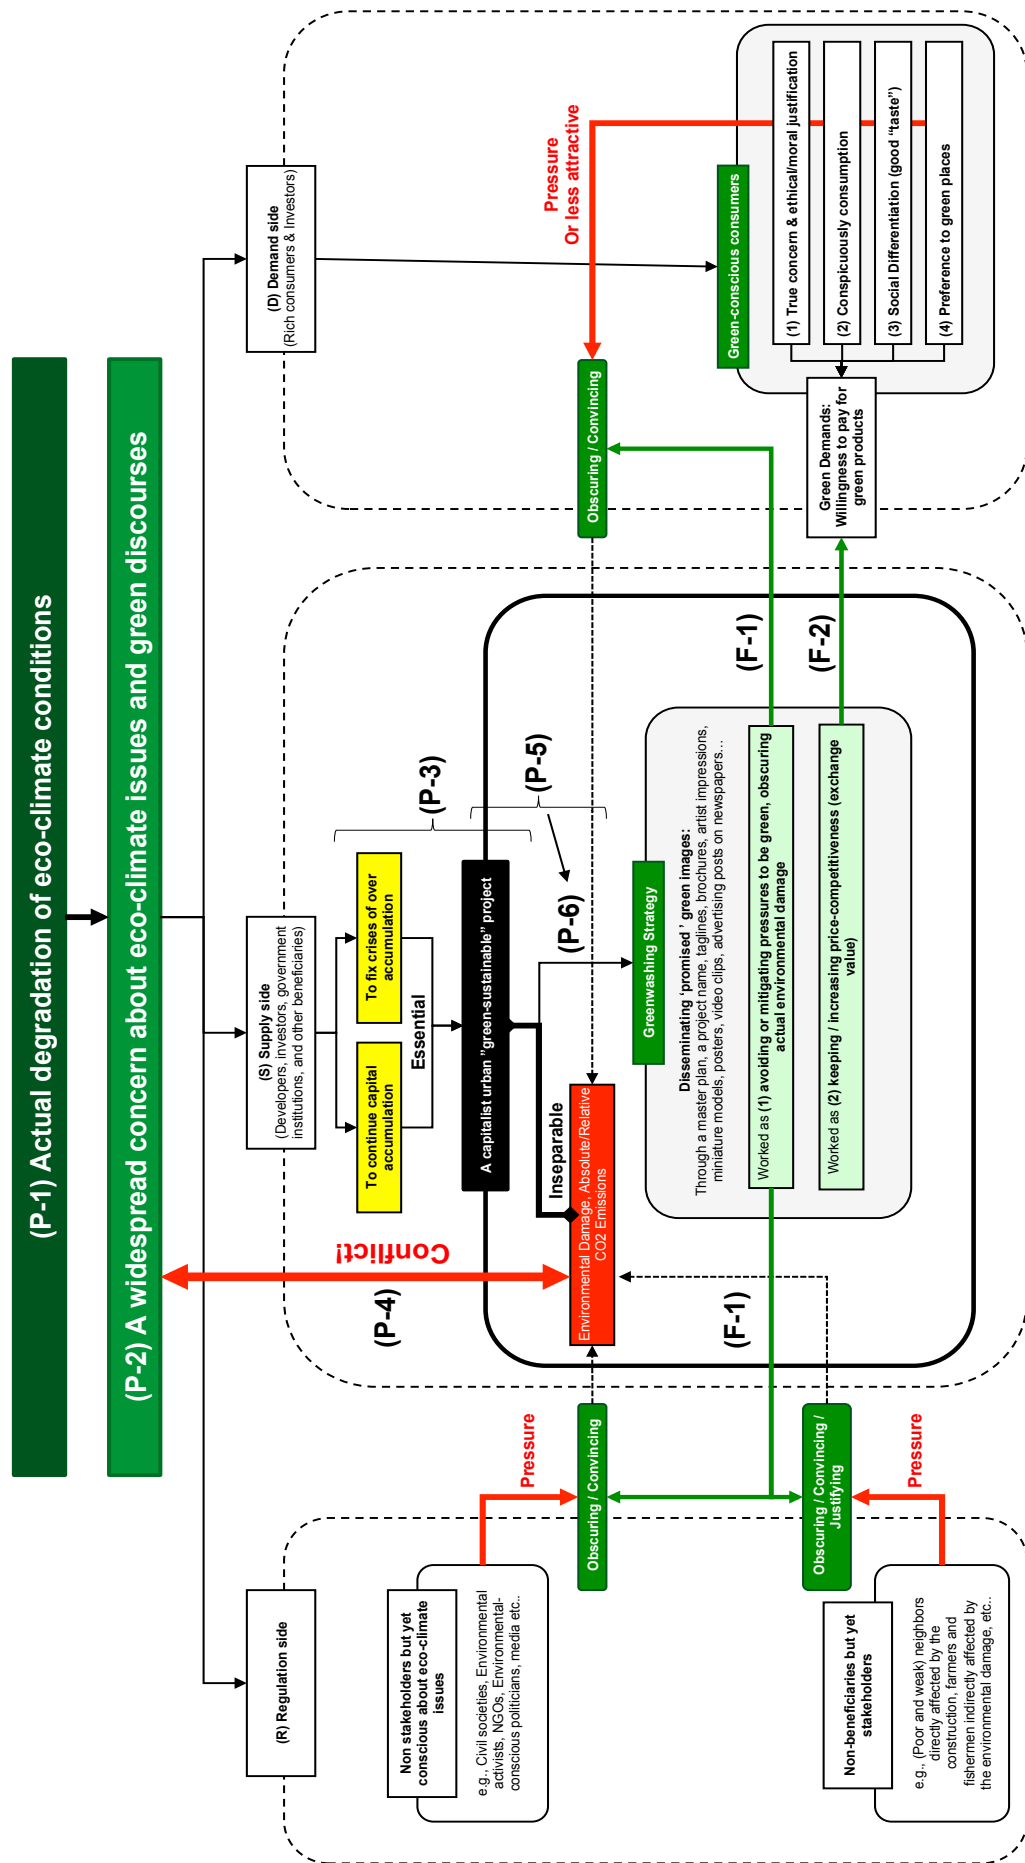 (P-1) Actual degradation of eco-climate conditions
(P-2) A widespread concern about eco-climate issues and green discourses
(R) Regulation side
Non stakeholders but yet
conscious about eco-climate
issues
e.g., Civil societies, Environmental
activists, NGOs, Environmental-
conscious politicians, media etc..
Pressure
Obscuring / Convincing
Non-beneficiaries but yet
stakeholders
e.g., (Poor and weak) neighbors
directly affected by the
construction, farmers and
fishermen indirectly affected by
the environmental damage, etc..
Pressure
Obscuring / Convincing /
Justifying
(S) Supply side
(Developers, investors, government
institutions, and other beneficiaries)
To continue capital
accumulation
To fix crises of over
accumulation
Essential
(P-3)
(P-4)
Conflict!
A capitalist urban ”green-sustainable” project
(P-5)
(P-6)
Inseparable
Environmental Damage, Absolute/Relative
CO2 Emissions
(F-1)
Greenwashing Strategy
Disseminating ‘promised’ green images:
Through a master plan, a project name, taglines, brochures, artist impressions,
miniature models, posters, video clips, advertising posts on newspapers…
Worked as (1) avoiding or mitigating pressures to be green, obscuring
actual environmental damage
Worked as (2) keeping / increasing price-competitiveness (exchange
value)
(F-1)
(F-2)
(D) Demand side
(Rich consumers & Investors)
Pressure
Or less attractive
Obscuring / Convincing
Green-conscious consumers
(1) True concern & ethical/moral justification
(2) Conspicuously consumption
(3) Social Differentiation (good “taste”)
(4) Preference to green places
Green Demands:
Willingness to pay for
green products